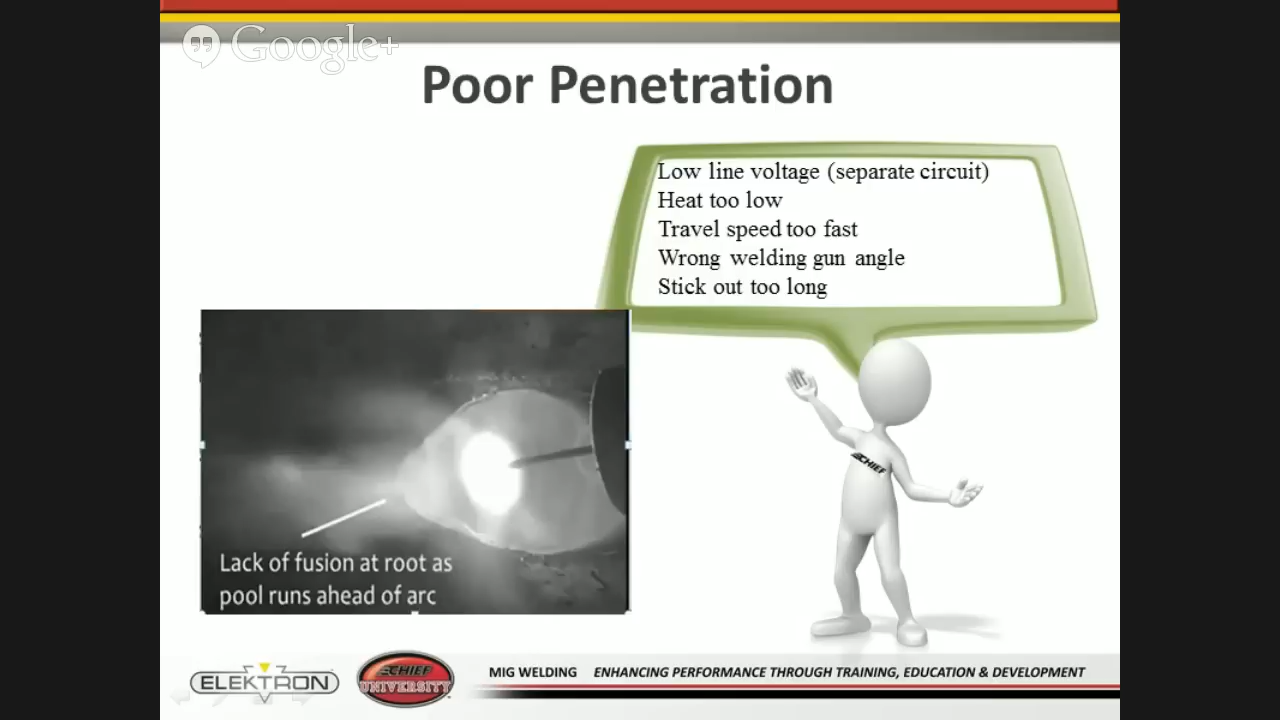 Google+
Poor Penetration
Low line voltage (separate circuit)
Heat too low
Travel speed too fast
Wrong welding gun angle
Stick out too long
CHIEF
Lack of fusion at root as
pool runs ahead of arc
ELEKTRON
CHIEF
UNIVERSITY
MIG WELDING ENHANCING PERFORMANCE THROUGH TRAINING, EDUCATION & DEVELOPMENT